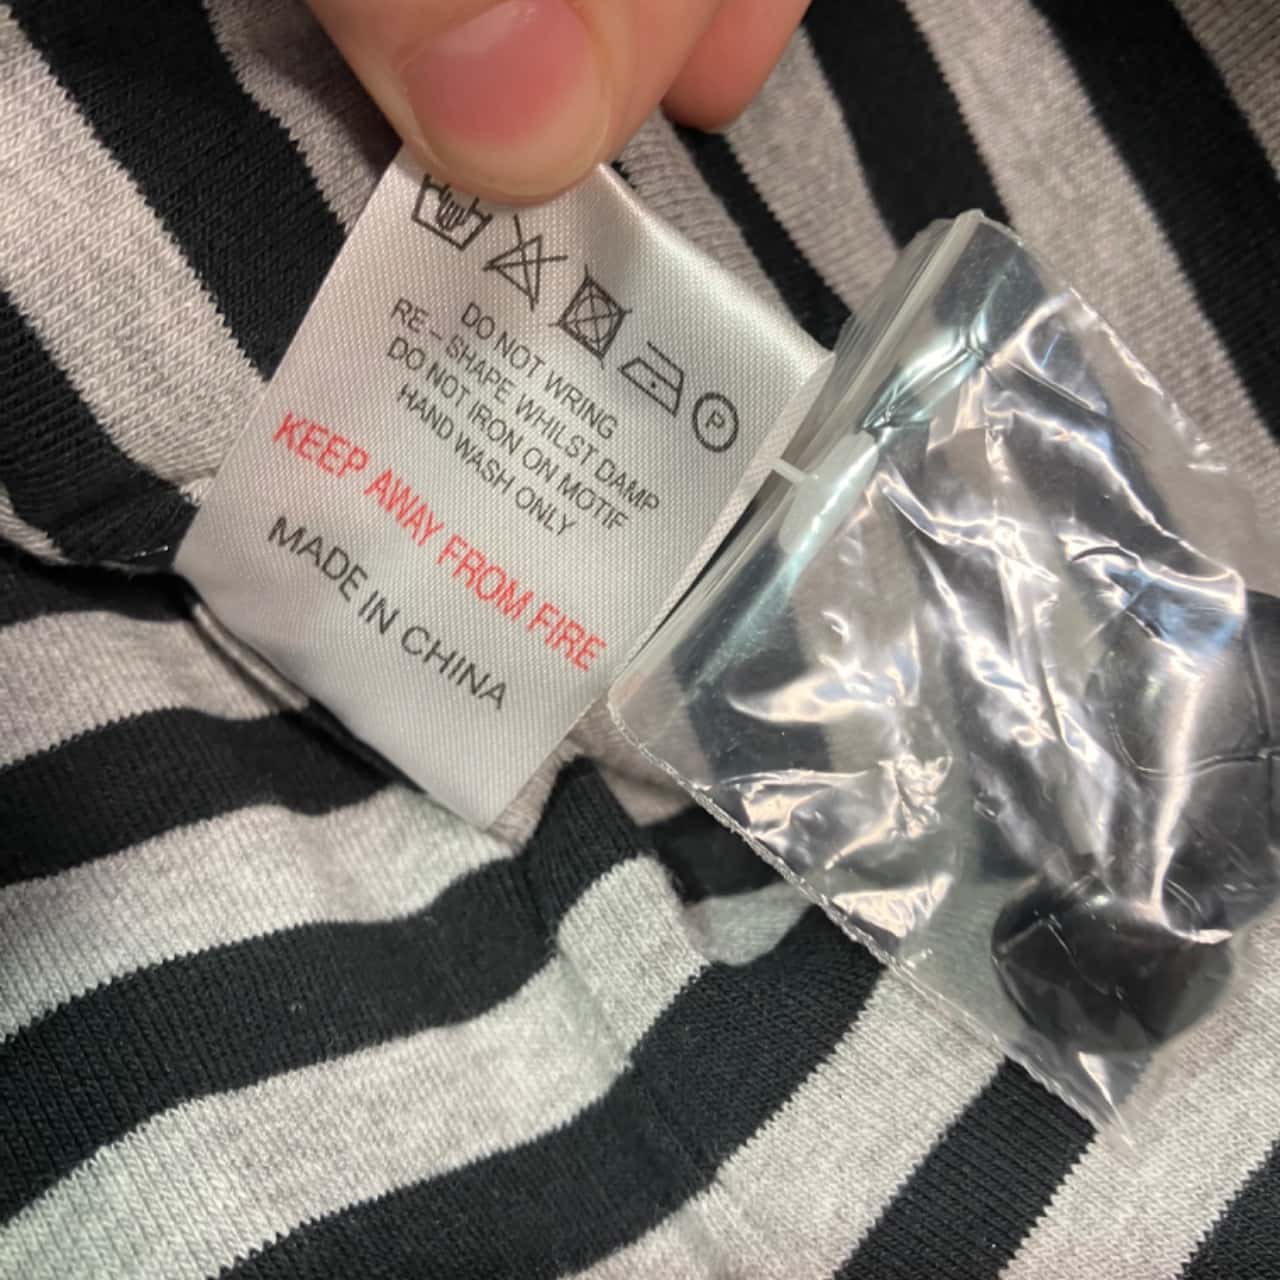 P
DO NOT WRING
RE – SHAPE WHILST DAMP
DO NOT IRON ON MOTIF
HAND WASH ONLY
KEEP AWAY FROM FIRE
MADE IN CHINA